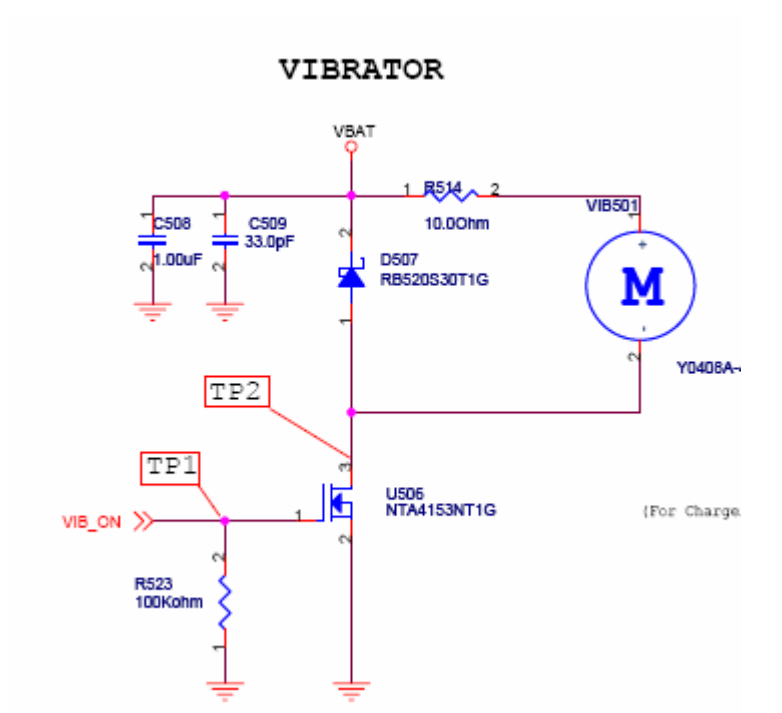 VIBRATOR
VBAT
1 R514 2
10.0Ohm
VIB501
1
+
M
-
2
Y0408A-
1
C508
2
1.00uF
1
C509
33.0pF
2
2
D507
RB520S30T1G
1
TP2
TP1
3
U506
NTA4153NT1G
VIB_ON
1
2
(For Charge
2
R523
100Kohm
1